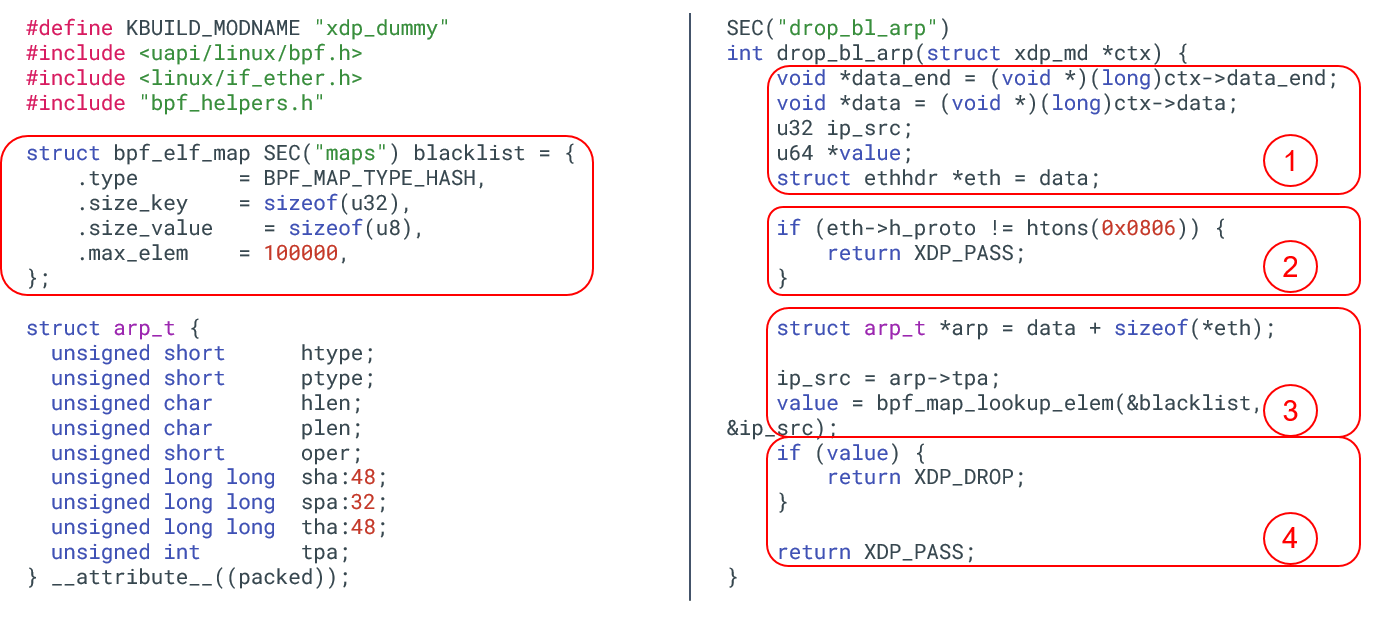 #define KBUILD_MODNAME "xdp_dummy"
#include <uapi/linux/bpf.h>
#include <linux/if_ether.h>
#include "bpf_helpers.h"
struct bpf_elf_map SEC("maps") blacklist = {
    .type        = BPF_MAP_TYPE_HASH,
    .size_key    = sizeof(u32),
    .size_value    = sizeof(u8),
    .max_elem    = 100000,
};
struct arp_t {
  unsigned short      htype;
  unsigned short      ptype;
  unsigned char       hlen;
  unsigned char       plen;
  unsigned short      oper;
  unsigned long long  sha:48;
  unsigned long long  spa:32;
  unsigned long long  tha:48;
  unsigned int        tpa;
} __attribute__((packed));
SEC("drop_bl_arp")
int drop_bl_arp(struct xdp_md *ctx) {
    void *data_end = (void *)(long)ctx->data_end;
    void *data = (void *)(long)ctx->data;
    u32 ip_src;
    u64 *value;
    struct ethhdr *eth = data;
1
    if (eth->h_proto != htons(0x0806)) {
        return XDP_PASS;
    }
2
    struct arp_t *arp = data + sizeof(*eth);
    ip_src = arp->tpa;
    value = bpf_map_lookup_elem(&blacklist,
&ip_src);
3
    if (value) {
        return XDP_DROP;
    }
    return XDP_PASS;
4
}